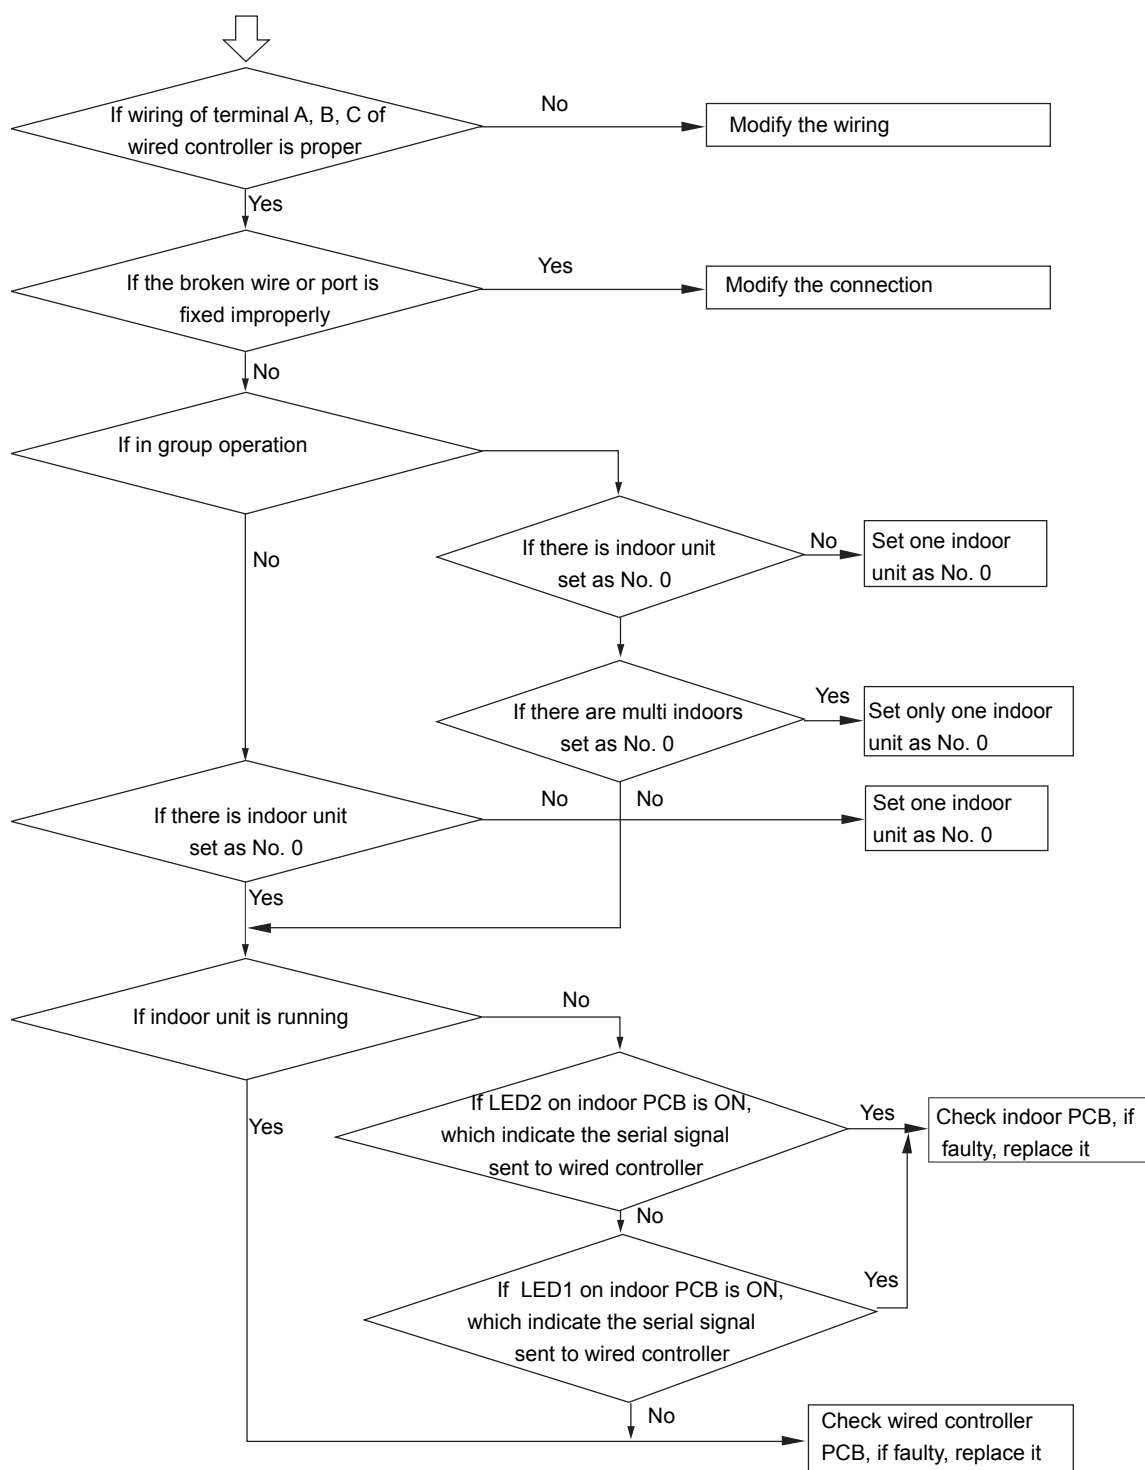 If wiring of terminal A, B, C of
wired controller is proper
No
Modify the wiring
Yes
If the broken wire or port is
fixed improperly
Yes
Modify the connection
No
If in group operation
No
If there is indoor unit
set as No. 0
No
Set one indoor
unit as No. 0
If there are multi indoors
set as No. 0
Yes
Set only one indoor
unit as No. 0
If there is indoor unit
set as No. 0
No
No
Set one indoor
unit as No. 0
Yes
If indoor unit is running
No
Yes
If LED2 on indoor PCB is ON,
which indicate the serial signal
sent to wired controller
Yes
Check indoor PCB, if
faulty, replace it
No
If LED1 on indoor PCB is ON,
which indicate the serial signal
sent to wired controller
Yes
No
Check wired controller
PCB, if faulty, replace it